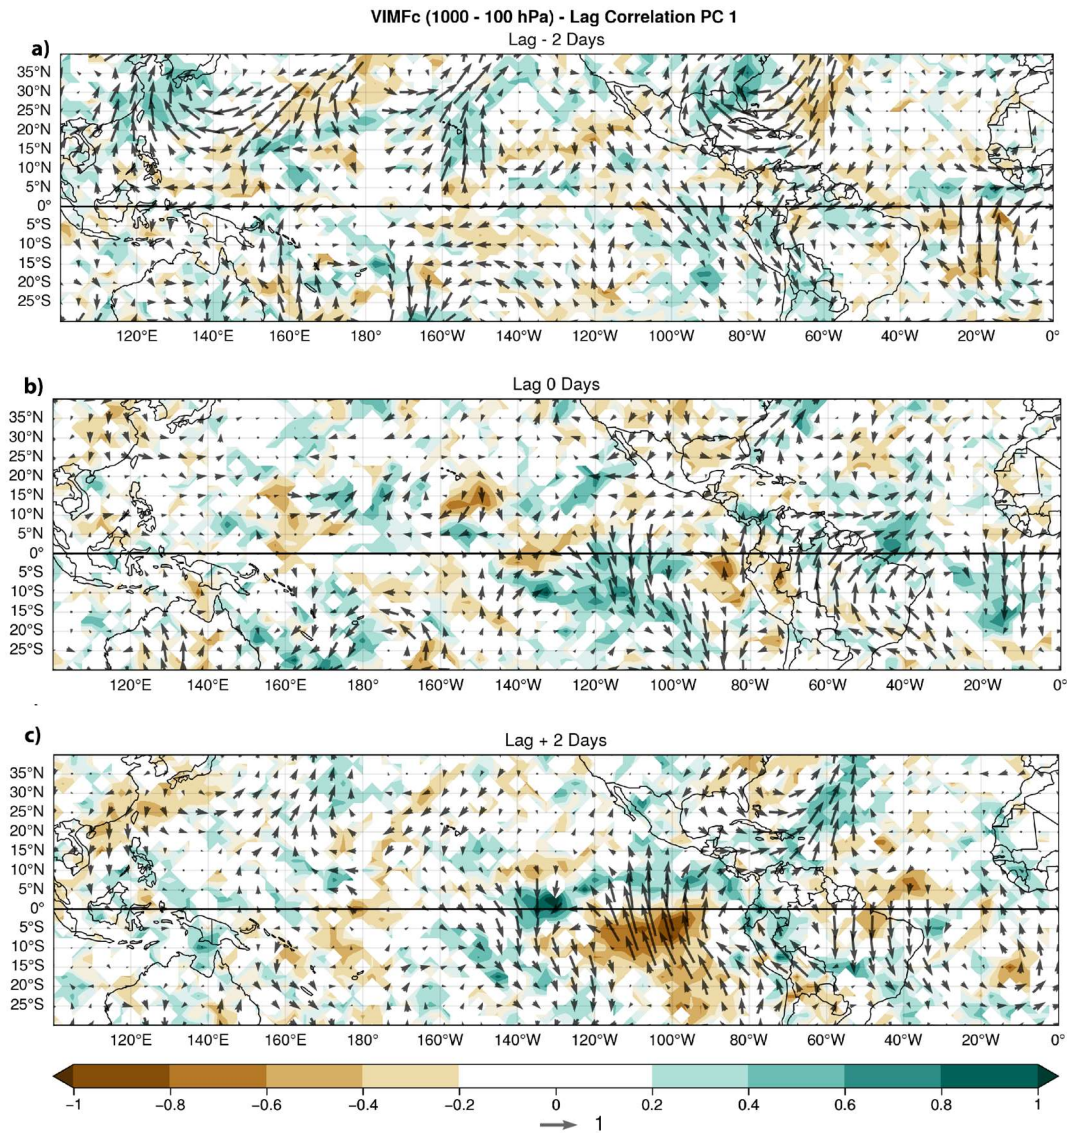 VIMFc (1000 - 100 hPa) - Lag Correlation PC 1
a)
Lag - 2 Days
35°N
30°N
25°N
20°N
15°N
10°N
5°N
0°
5°S
10°S
15°S
20°S
25°S
120°E 140°E 160°E 180° 160°W 140°W 120°W 100°W 80°W 60°W 40°W 20°W 0°
b)
Lag 0 Days
35°N
30°N
25°N
20°N
15°N
10°N
5°N
0°
5°S
10°S
15°S
20°S
25°S
120°E 140°E 160°E 180° 160°W 140°W 120°W 100°W 80°W 60°W 40°W 20°W 0°
c)
Lag + 2 Days
35°N
30°N
25°N
20°N
15°N
10°N
5°N
0°
5°S
10°S
15°S
20°S
25°S
120°E 140°E 160°E 180° 160°W 140°W 120°W 100°W 80°W 60°W 40°W 20°W 0°
−1 −0.8 −0.6 −0.4 −0.2 0 0.2 0.4 0.6 0.8 1
1